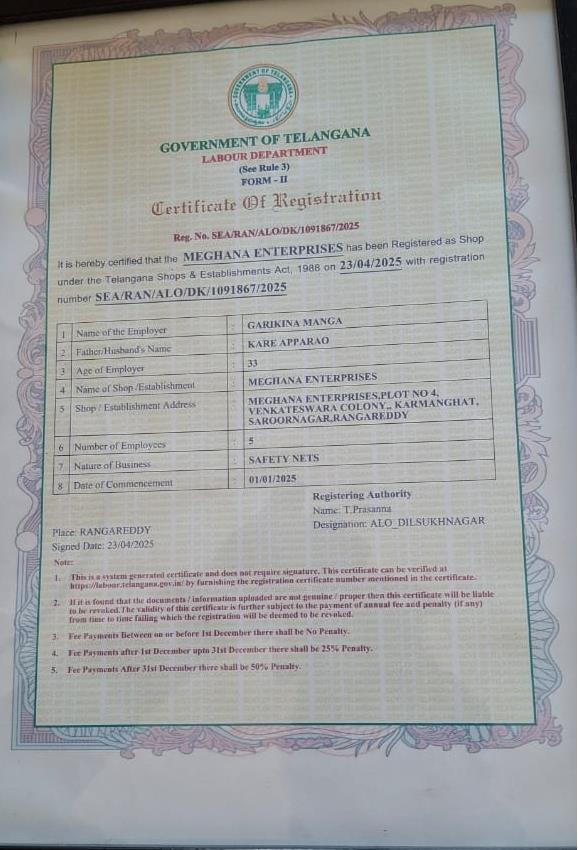 GOVERNMENT OF TELANGANA
GOVERNMENT OF TELANGANA
LABOUR DEPARTMENT
(See Rule 3)
FORM - II
Certificate Of Registration
Reg. No. SEA/RAN/ALO/DK/1091867/2025
It is hereby certified that the MEGHANA ENTERPRISES has been Registered as Shop
under the Telangana Shops & Establishments Act, 1988 on 23/04/2025 with registration
number SEA/RAN/ALO/DK/1091867/2025
1 Name of the Employer : GARIKINA MANGA
2 Father/Husband's Name : KARE APPARAO
3 Age of Employer : 33
4 Name of Shop /Establishment : MEGHANA ENTERPRISES
5 Shop / Establishment Address : MEGHANA ENTERPRISES,PLOT NO 4,
VENKATESWARA COLONY,, KARMANGHAT,
SAROORNAGAR,RANGAREDDY
6 Number of Employees : 5
7 Nature of Business : SAFETY NETS
8 Date of Commencement : 01/01/2025
Registering Authority
Name: T.Prasanna
Designation: ALO_DILSUKHNAGAR
Place: RANGAREDDY
Signed Date: 23/04/2025
Note:
1. This is a system generated certificate and does not require signature. This certificate can be verified at
https://labour.telangana.gov.in/ by furnishing the registration certificate number mentioned in the certificate.
2. If it is found that the documents / information uploaded are not genuine / proper then this certificate will be liable
to be revoked.The validity of this certificate is further subject to the payment of annual fee and penalty (if any)
from time to time failing which the registration will be deemed to be revoked.
3. Fee Payments Between on or before 1st December there shall be No Penalty.
4. Fee Payments after 1st December upto 31st December there shall be 25% Penalty.
5. Fee Payments After 31st December there shall be 50% Penalty.